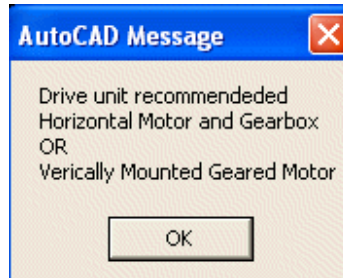 AutoCAD Message
Drive unit recommendeded
Horizontal Motor and Gearbox
OR
Verically Mounted Geared Motor
OK